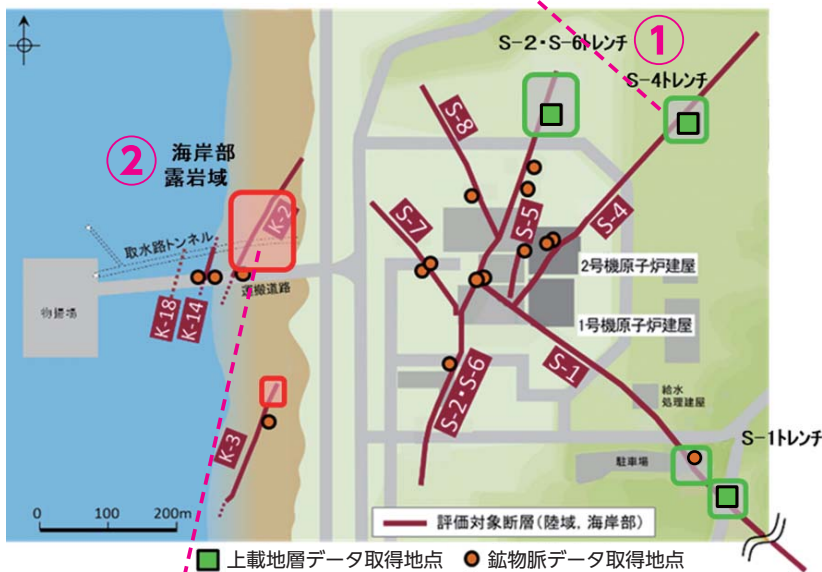 ①
S-2・S-6トレンチ
S-4トレンチ
②
海岸部
露岩域
S-8
K-2
S-7
S-5
S-4
取水路トンネル
2号機原子炉建屋
運搬道路
物揚場
K-18
K-14
1号機原子炉建屋
S-1
S-2・S-6
給水
処理建屋
K-3
S-1トレンチ
駐車場
0 100 200m
評価対象断層(陸域, 海岸部)
上載地層データ取得地点 鉱物脈データ取得地点